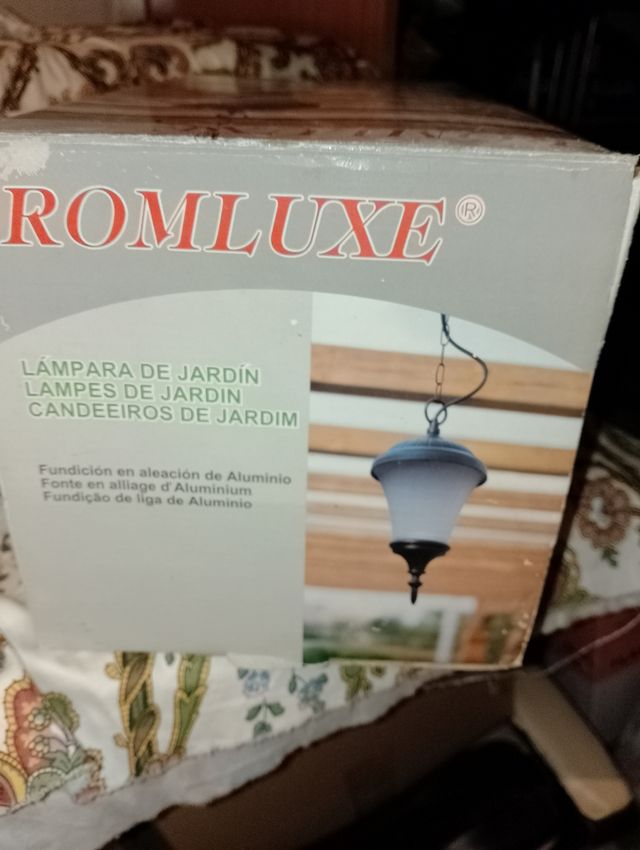 ROMLUXE®
LÁMPARA DE JARDÍN
LAMPES DE JARDIN
CANDEEIROS DE JARDIM
Fundición en aleación de Aluminio
Fonte en alliage d'Aluminium
Fundição de liga de Aluminio